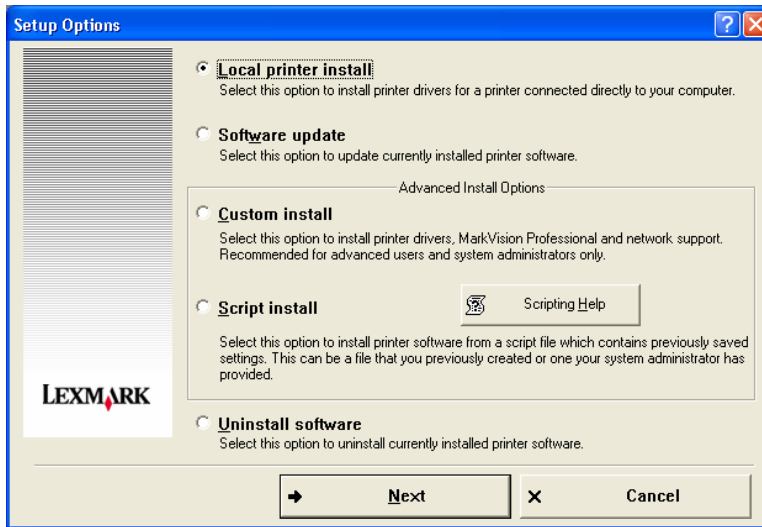 Setup Options
Local printer install
Select this option to install printer drivers for a printer connected directly to your computer.
Software update
Select this option to update currently installed printer software.
Advanced Install Options
Custom install
Select this option to install printer drivers, MarkVision Professional and network support.
Recommended for advanced users and system administrators only.
Script install
Scripting Help
Select this option to install printer software from a script file which contains previously saved
settings. This can be a file that you previously created or one your system administrator has
provided.
LEXMARK
Uninstall software
Select this option to uninstall currently installed printer software.
Next
Cancel